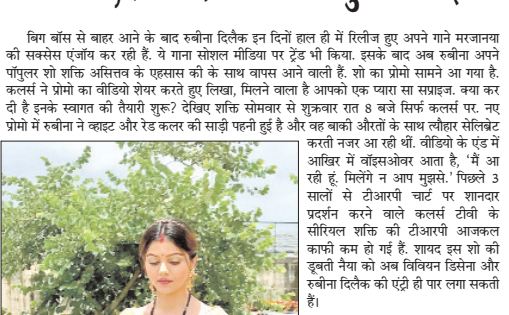 बिग बॉस से बाहर आने के बाद रुबीना दिलैक इन दिनों हाल ही में रिलीज हुए अपने गाने मरजानया
की सक्सेस एंजॉय कर रही हैं. ये गाना सोशल मीडिया पर ट्रेंड भी किया. इसके बाद अब रुबीना अपने
पॉपुलर शो शक्ति अस्तित्व के एहसास की के साथ वापस आने वाली हैं. शो का प्रोमो सामने आ गया है.
कलर्स ने प्रोमो का वीडियो शेयर करते हुए लिखा, मिलने वाला है आपको एक प्यारा सा सप्राइज. क्या कर
दी है इनके स्वागत की तैयारी शुरू? देखिए शक्ति सोमवार से शुक्रवार रात 8 बजे सिर्फ कलर्स पर. नए
प्रोमो में रुबीना ने व्हाइट और रेड कलर की साड़ी पहनी हुई है और वह बाकी औरतों के साथ त्यौहार सेलिब्रेट
करती नजर आ रही थीं. वीडियो के एंड में
आखिर में वॉइसओवर आता है, 'मैं आ
रही हूं. मिलेंगे न आप मुझसे.' पिछले 3
सालों से टीआरपी चार्ट पर शानदार
प्रदर्शन करने वाले कलर्स टीवी के
सीरियल शक्ति की टीआरपी आजकल
काफी कम हो गई हैं. शायद इस शो की
डूबती नैया को अब विवियन डिसेना और
रुबीना दिलैक की एंट्री ही पार लगा सकती
हैं।